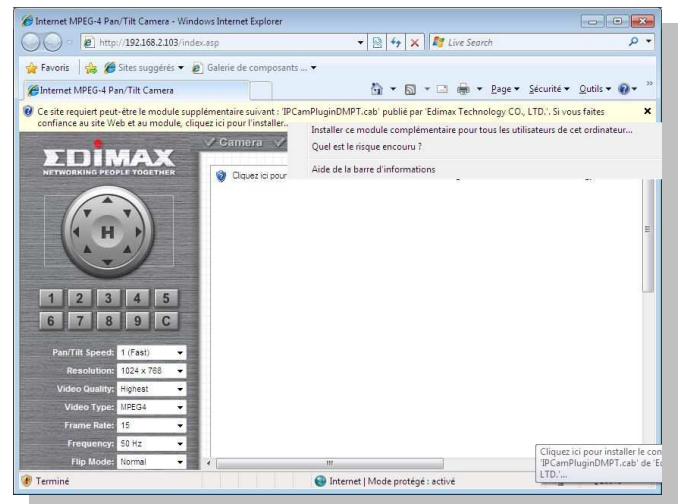 Internet MPEG-4 Pan/Tilt Camera - Windows Internet Explorer
http://192.168.2.103/index.asp
Live Search
Favoris
Sites suggérés
Galerie de composants ...
Internet MPEG-4 Pan/Tilt Camera
Page
Sécurité
Outils
Ce site requiert peut-être le module supplémentaire suivant : 'IPCamPluginDMPT.cab' publié par 'Edimax Technology CO., LTD.'. Si vous faites
confiance au site Web et au module, cliquez ici pour l'installer...
Installer ce module complémentaire pour tous les utilisateurs de cet ordinateur...
Quel est le risque encouru ?
Aide de la barre d'informations
EDIMAX
NETWORKING PEOPLE TOGETHER
Camera
Cliquez ici pour
H
1 2 3 4 5
6 7 8 9 C
Pan/Tilt Speed: 1 (Fast)
Resolution: 1024 x 768
Video Quality: Highest
Video Type: MPEG4
Frame Rate: 15
Frequency: 50 Hz
Flip Mode: Normal
Cliquez ici pour installer le con
'IPCamPluginDMPT.cab' de 'E
LTD.'...
Terminé
Internet | Mode protégé : activé